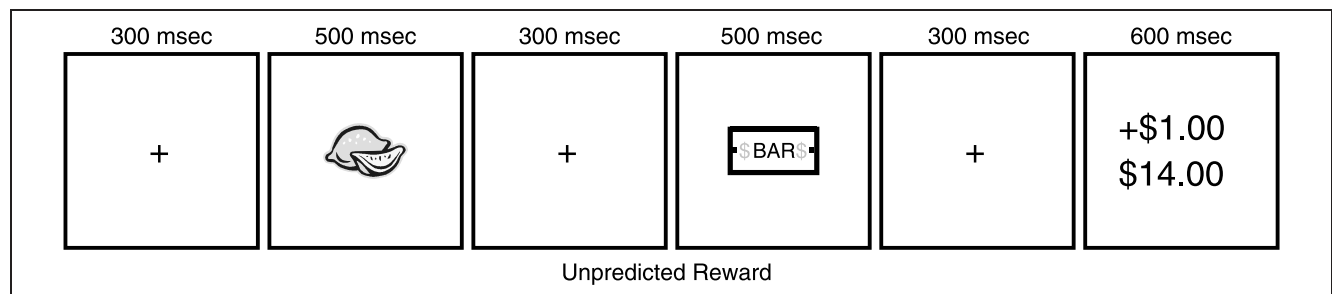 300 msec 500 msec 300 msec 500 msec 300 msec 600 msec
+ + $BAR$ + +$1.00
$14.00
Unpredicted Reward